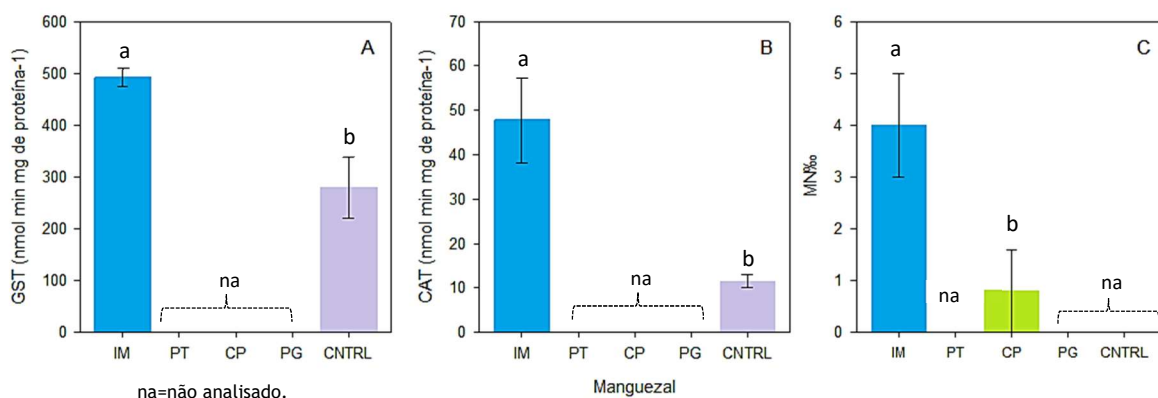 A
GST (nmol min mg de proteína-1)
600
500
400
300
200
100
0
a
na
b
IM PT CP PG CNTRL
na=não analisado.
B
CAT (nmol min mg de proteína-1)
70
60
50
40
30
20
10
0
a
na
b
IM PT CP PG CNTRL
Manguezal
C
MN‰
6
5
4
3
2
1
0
a
na
b
na
IM PT CP PG CNTRL